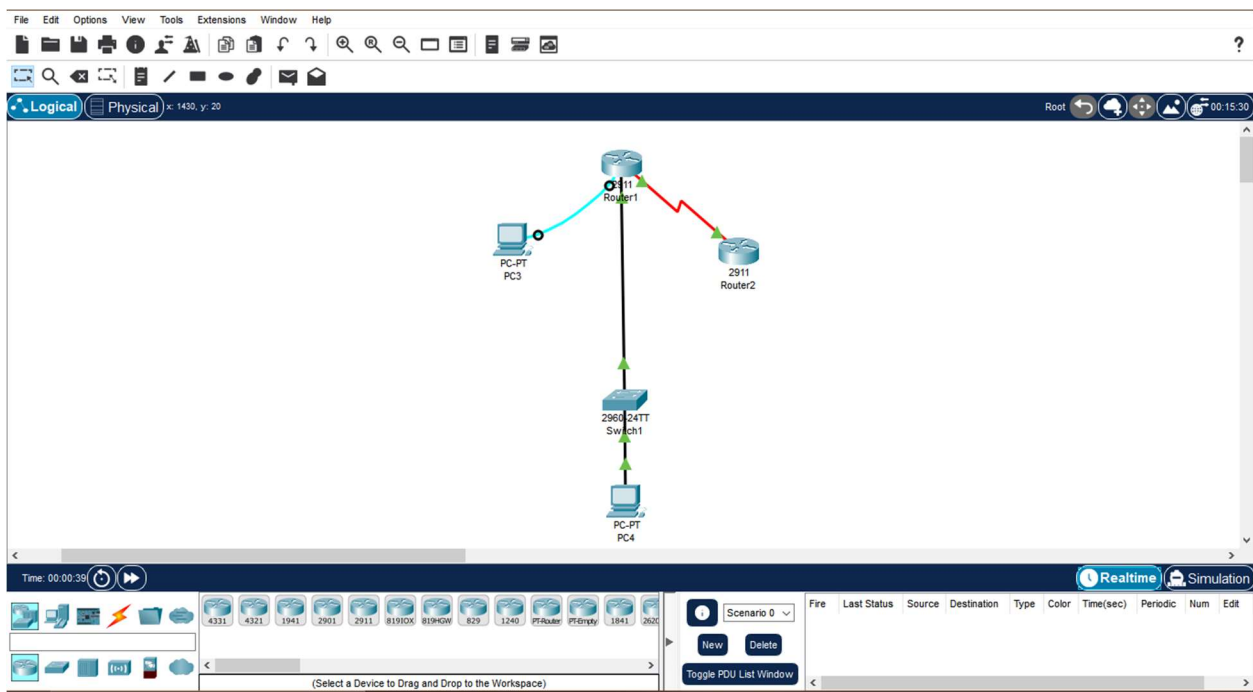 File Edit Options View Tools Extensions Window Help
?
Logical Physical x: 1430, y: 20 Root 00:15:30
2911
Router1
PC-PT
PC3
2911
Router2
2960-24TT
Switch1
PC-PT
PC4
Time: 00:00:39 Realtime Simulation
4331 4321 1941 2901 2911 819IOX 819HGW 829 1240 PT-Router PT-Empty 1841 2620
(Select a Device to Drag and Drop to the Workspace)
Scenario 0
New Delete
Toggle PDU List Window
Fire Last Status Source Destination Type Color Time(sec) Periodic Num Edit